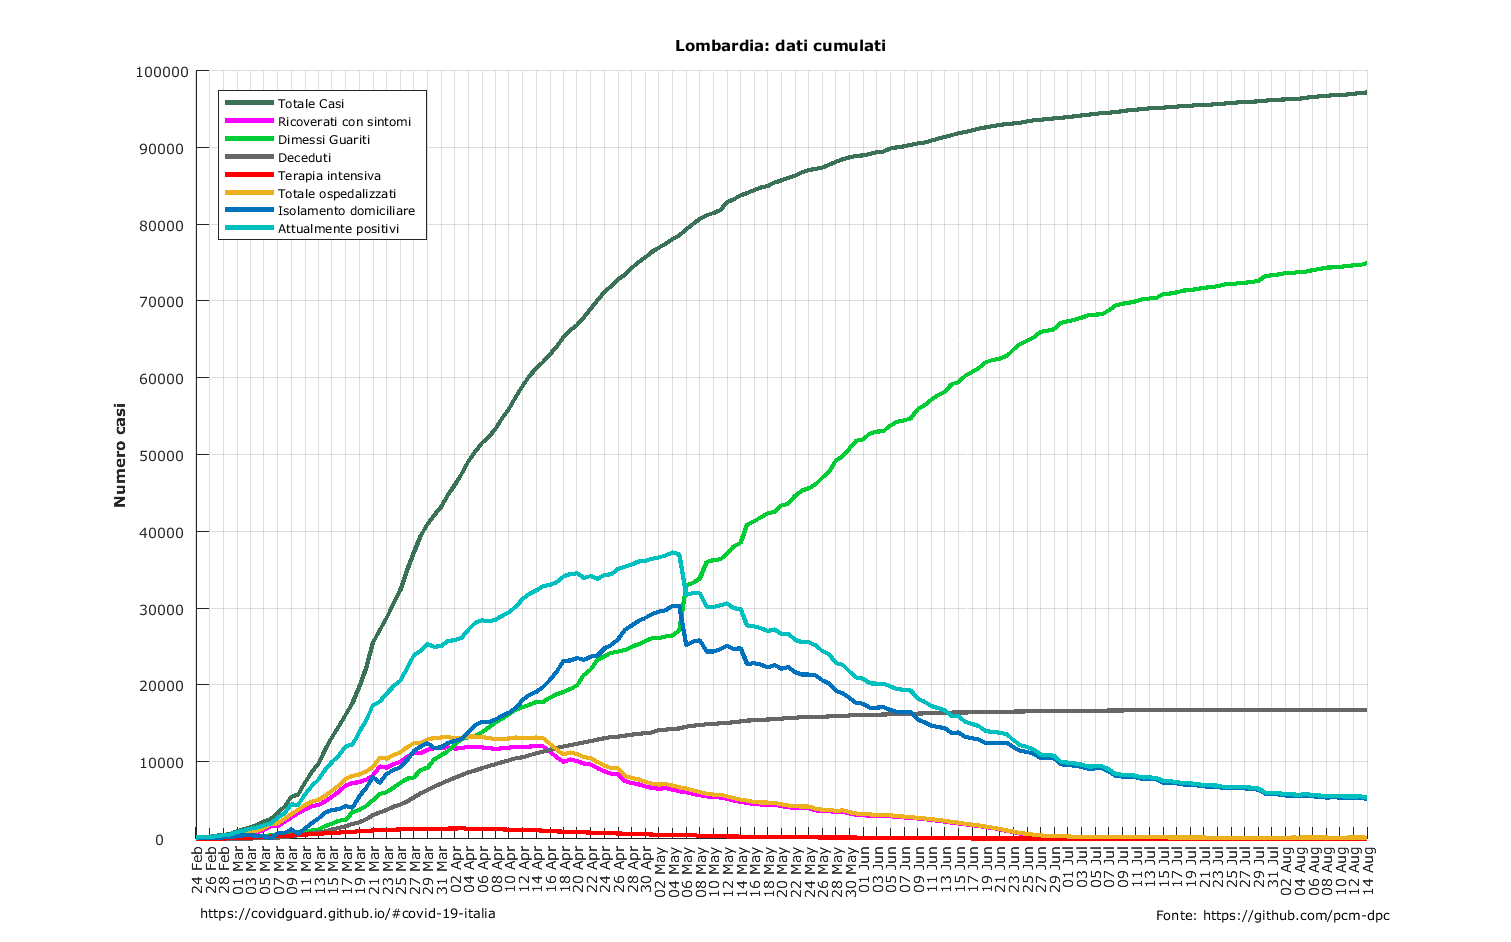 Lombardia: dati cumulati
100000
90000
80000
70000
60000
50000
40000
30000
20000
10000
0
Numero casi
Totale Casi
Ricoverati con sintomi
Dimessi Guariti
Deceduti
Terapia intensiva
Totale ospedalizzati
Isolamento domiciliare
Attualmente positivi
24 Feb
26 Feb
28 Feb
01 Mar
03 Mar
05 Mar
07 Mar
09 Mar
11 Mar
13 Mar
15 Mar
17 Mar
19 Mar
21 Mar
23 Mar
25 Mar
27 Mar
29 Mar
31 Mar
02 Apr
04 Apr
06 Apr
08 Apr
10 Apr
12 Apr
14 Apr
16 Apr
18 Apr
20 Apr
22 Apr
24 Apr
26 Apr
28 Apr
30 Apr
02 May
04 May
06 May
08 May
10 May
12 May
14 May
16 May
18 May
20 May
22 May
24 May
26 May
28 May
30 May
01 Jun
03 Jun
05 Jun
07 Jun
09 Jun
11 Jun
13 Jun
15 Jun
17 Jun
19 Jun
21 Jun
23 Jun
25 Jun
27 Jun
29 Jun
01 Jul
03 Jul
05 Jul
07 Jul
09 Jul
11 Jul
13 Jul
15 Jul
17 Jul
19 Jul
21 Jul
23 Jul
25 Jul
27 Jul
29 Jul
31 Jul
02 Aug
04 Aug
06 Aug
08 Aug
10 Aug
12 Aug
14 Aug
https://covidguard.github.io/#covid-19-italia
Fonte: https://github.com/pcm-dpc